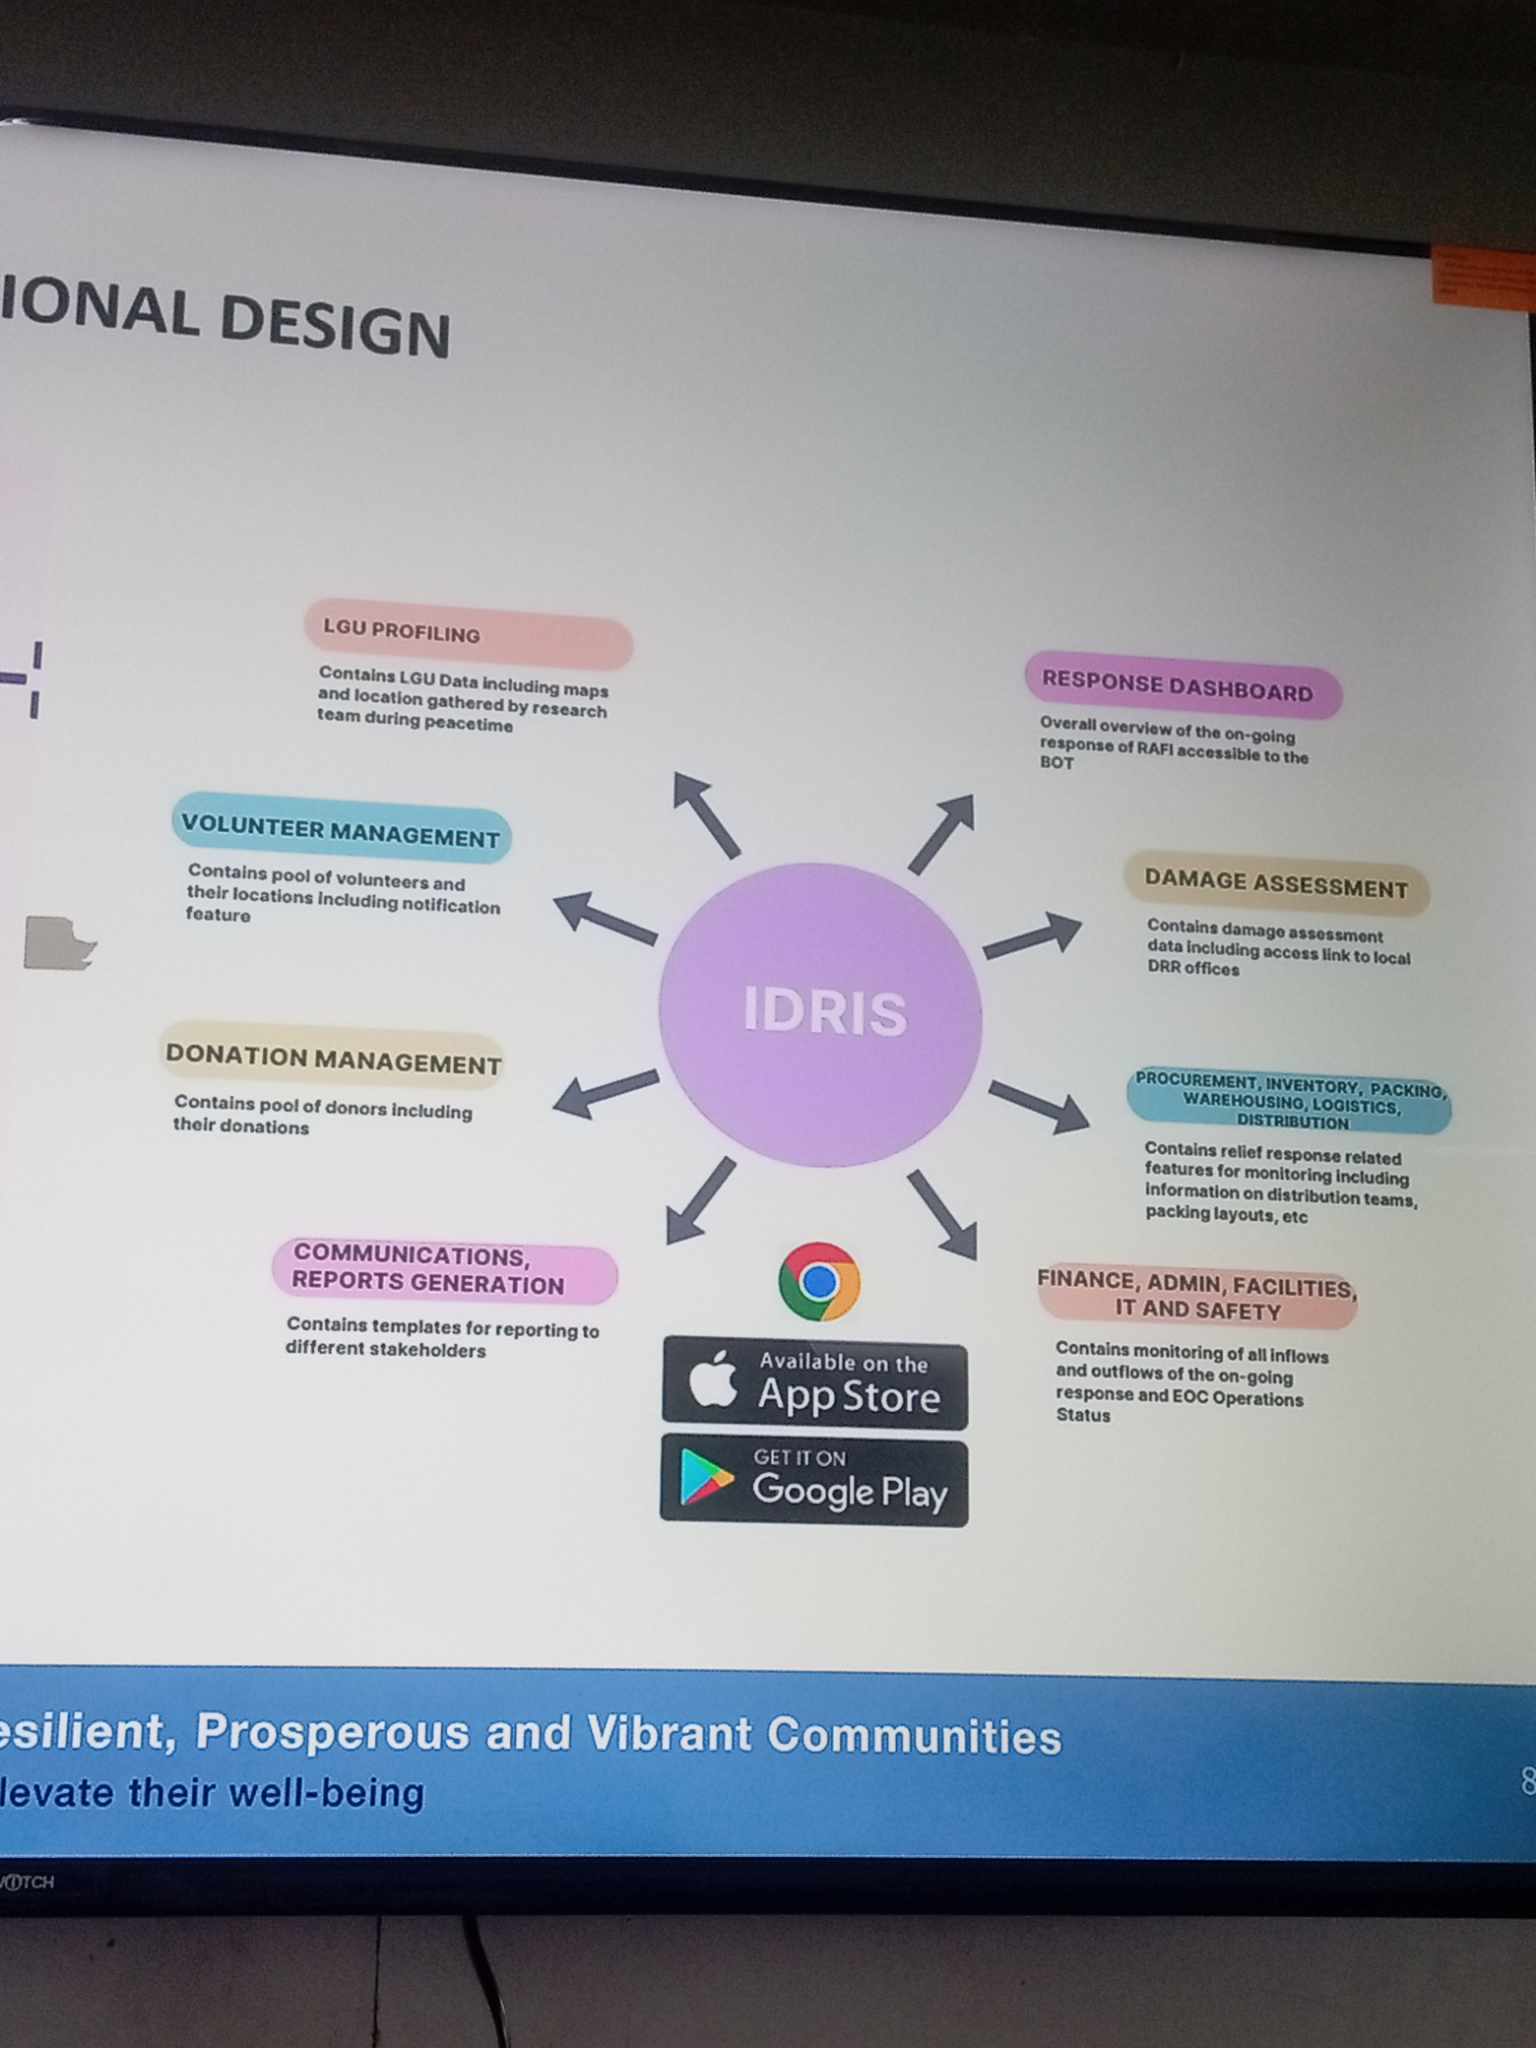 IONAL DESIGN
LGU PROFILING
Contains LGU Data including maps
and location gathered by research
team during peacetime
RESPONSE DASHBOARD
Overall overview of the on-going
response of RAFI accessible to the
BOT
VOLUNTEER MANAGEMENT
Contains pool of volunteers and
their locations including notification
feature
DAMAGE ASSESSMENT
Contains damage assessment
data including access link to local
DRR offices
IDRIS
DONATION MANAGEMENT
Contains pool of donors including
their donations
PROCUREMENT, INVENTORY, PACKING,
WAREHOUSING, LOGISTICS,
DISTRIBUTION
Contains relief response related
features for monitoring including
information on distribution teams,
packing layouts, etc
COMMUNICATIONS,
REPORTS GENERATION
Contains templates for reporting to
different stakeholders
FINANCE, ADMIN, FACILITIES,
IT AND SAFETY
Contains monitoring of all inflows
and outflows of the on-going
response and EOC Operations
Status
Available on the
App Store
GET IT ON
Google Play
esilient, Prosperous and Vibrant Communities
levate their well-being
8